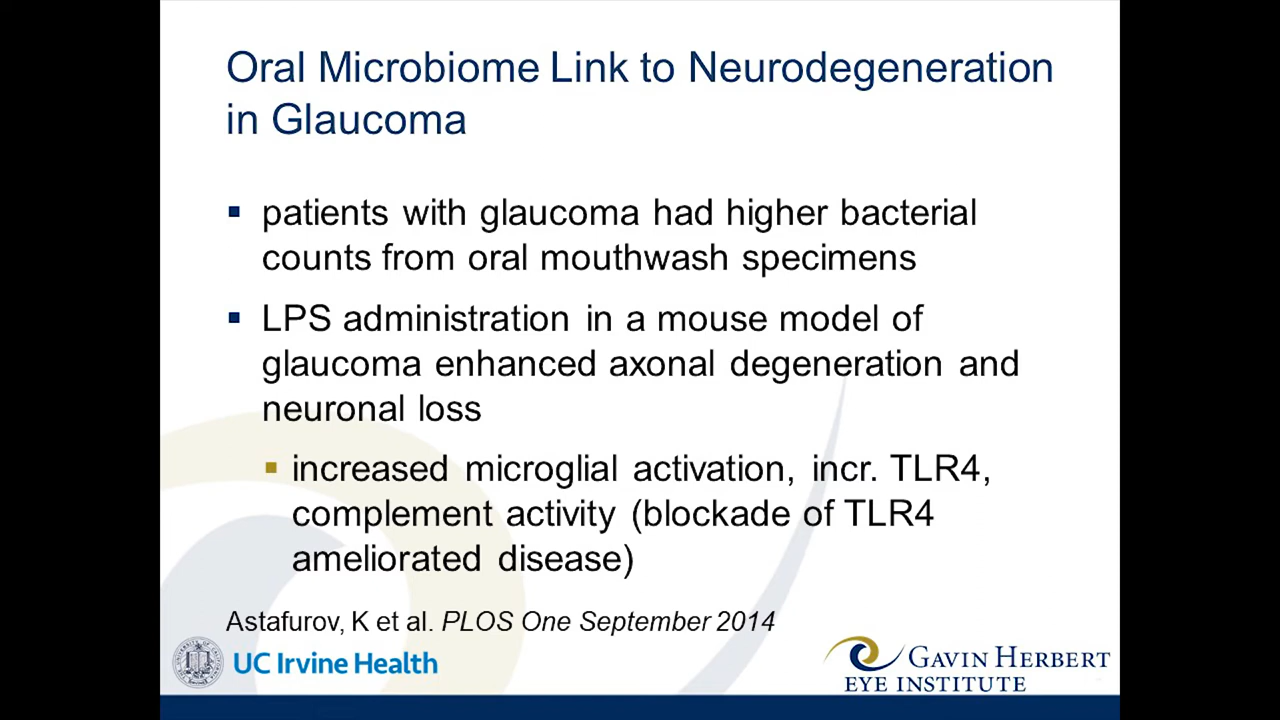 Oral Microbiome Link to Neurodegeneration
in Glaucoma
▪ patients with glaucoma had higher bacterial
counts from oral mouthwash specimens
▪ LPS administration in a mouse model of
glaucoma enhanced axonal degeneration and
neuronal loss
▪ increased microglial activation, incr. TLR4,
complement activity (blockade of TLR4
ameliorated disease)
Astafurov, K et al. PLOS One September 2014
UC Irvine Health
GAVIN HERBERT
EYE INSTITUTE